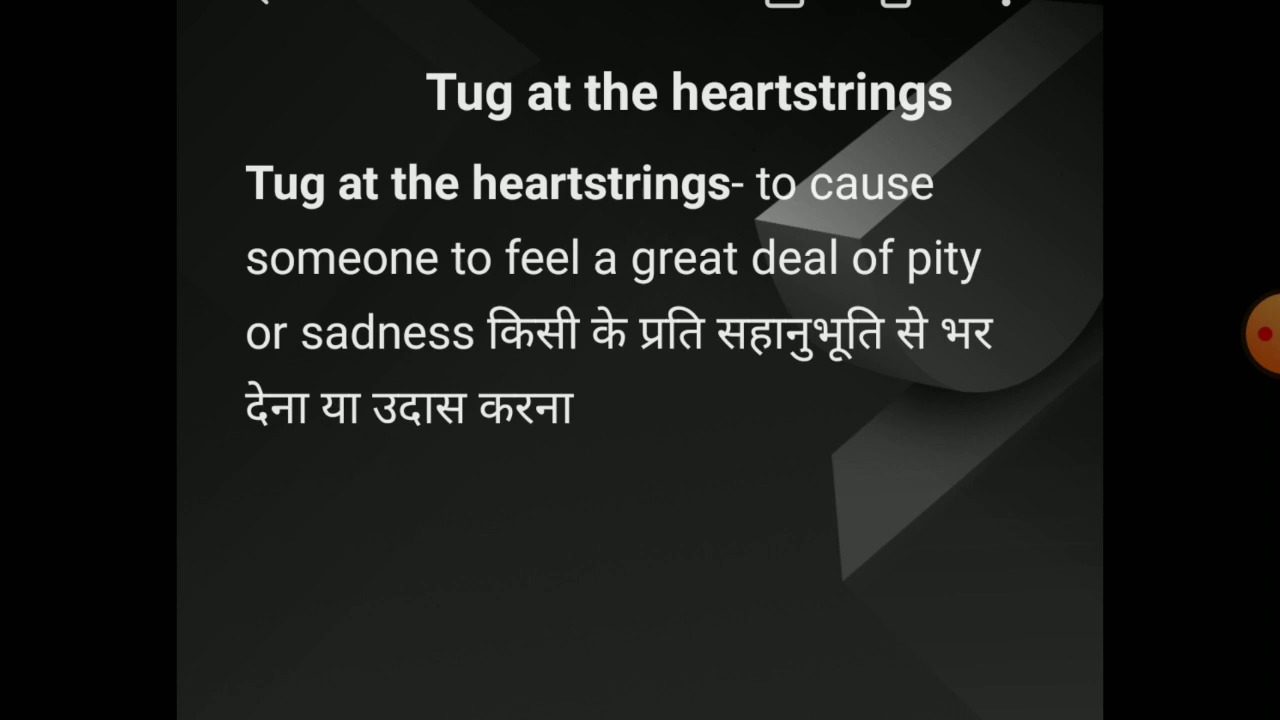 Tug at the heartstrings
Tug at the heartstrings- to cause
someone to feel a great deal of pity
or sadness किसी के प्रति सहानुभूति से भर
देना या उदास करना